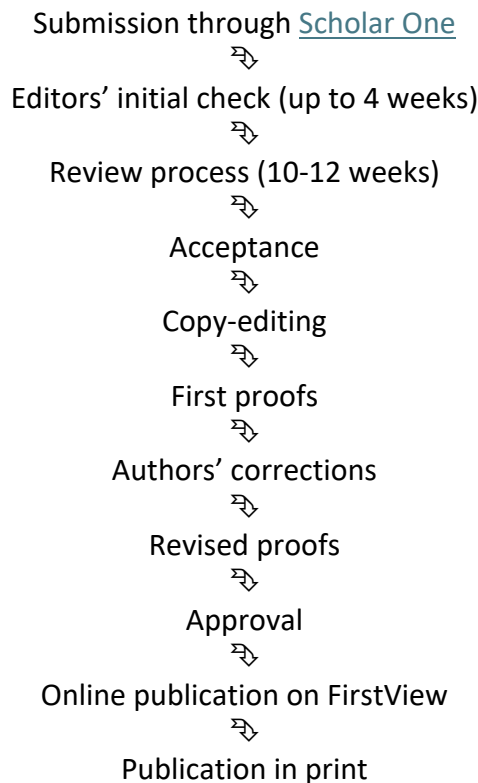 Submission through Scholar One
Editors’ initial check (up to 4 weeks)
Review process (10-12 weeks)
Acceptance
Copy-editing
First proofs
Authors’ corrections
Revised proofs
Approval
Online publication on FirstView
Publication in print